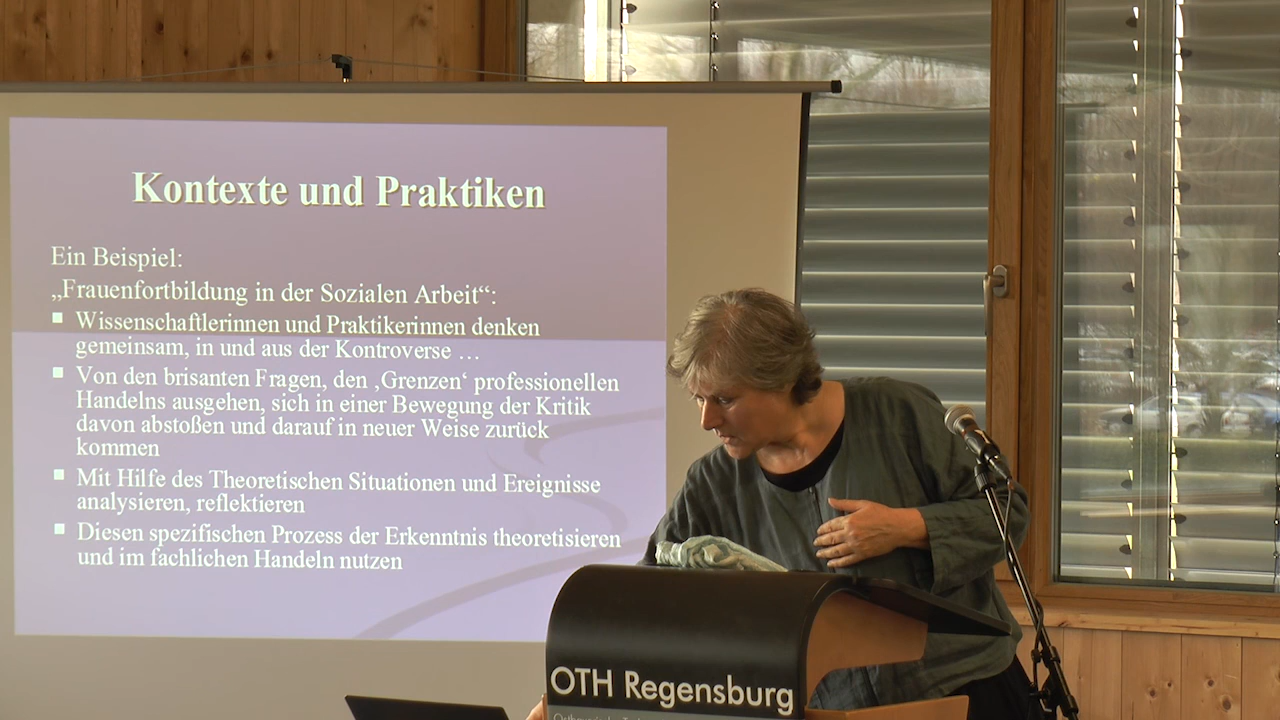 Kontexte und Praktiken
Ein Beispiel:
„Frauenfortbildung in der Sozialen Arbeit“:
Wissenschaftlerinnen und Praktikerinnen denken
gemeinsam, in und aus der Kontroverse …
Von den brisanten Fragen, den ‚Grenzen‘ professionellen
Handelns ausgehen, sich in einer Bewegung der Kritik
davon abstoßen und darauf in neuer Weise zurück
kommen
Mit Hilfe des Theoretischen Situationen und Ereignisse
analysieren, reflektieren
Diesen spezifischen Prozess der Erkenntnis theoretisieren
und im fachlichen Handeln nutzen
OTH Regensburg